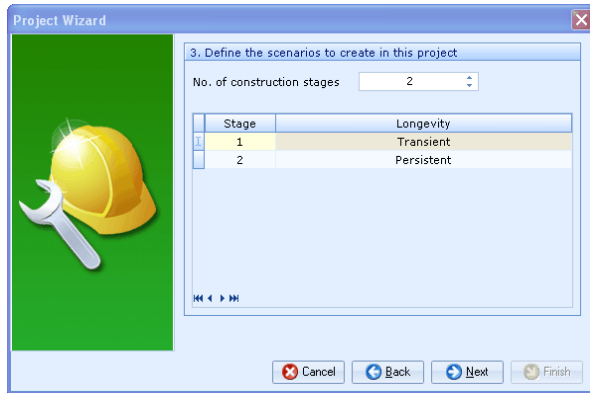 Project Wizard
3. Define the scenarios to create in this project
No. of construction stages 2
Stage Longevity
1 Transient
2 Persistent
Cancel Back Next Finish